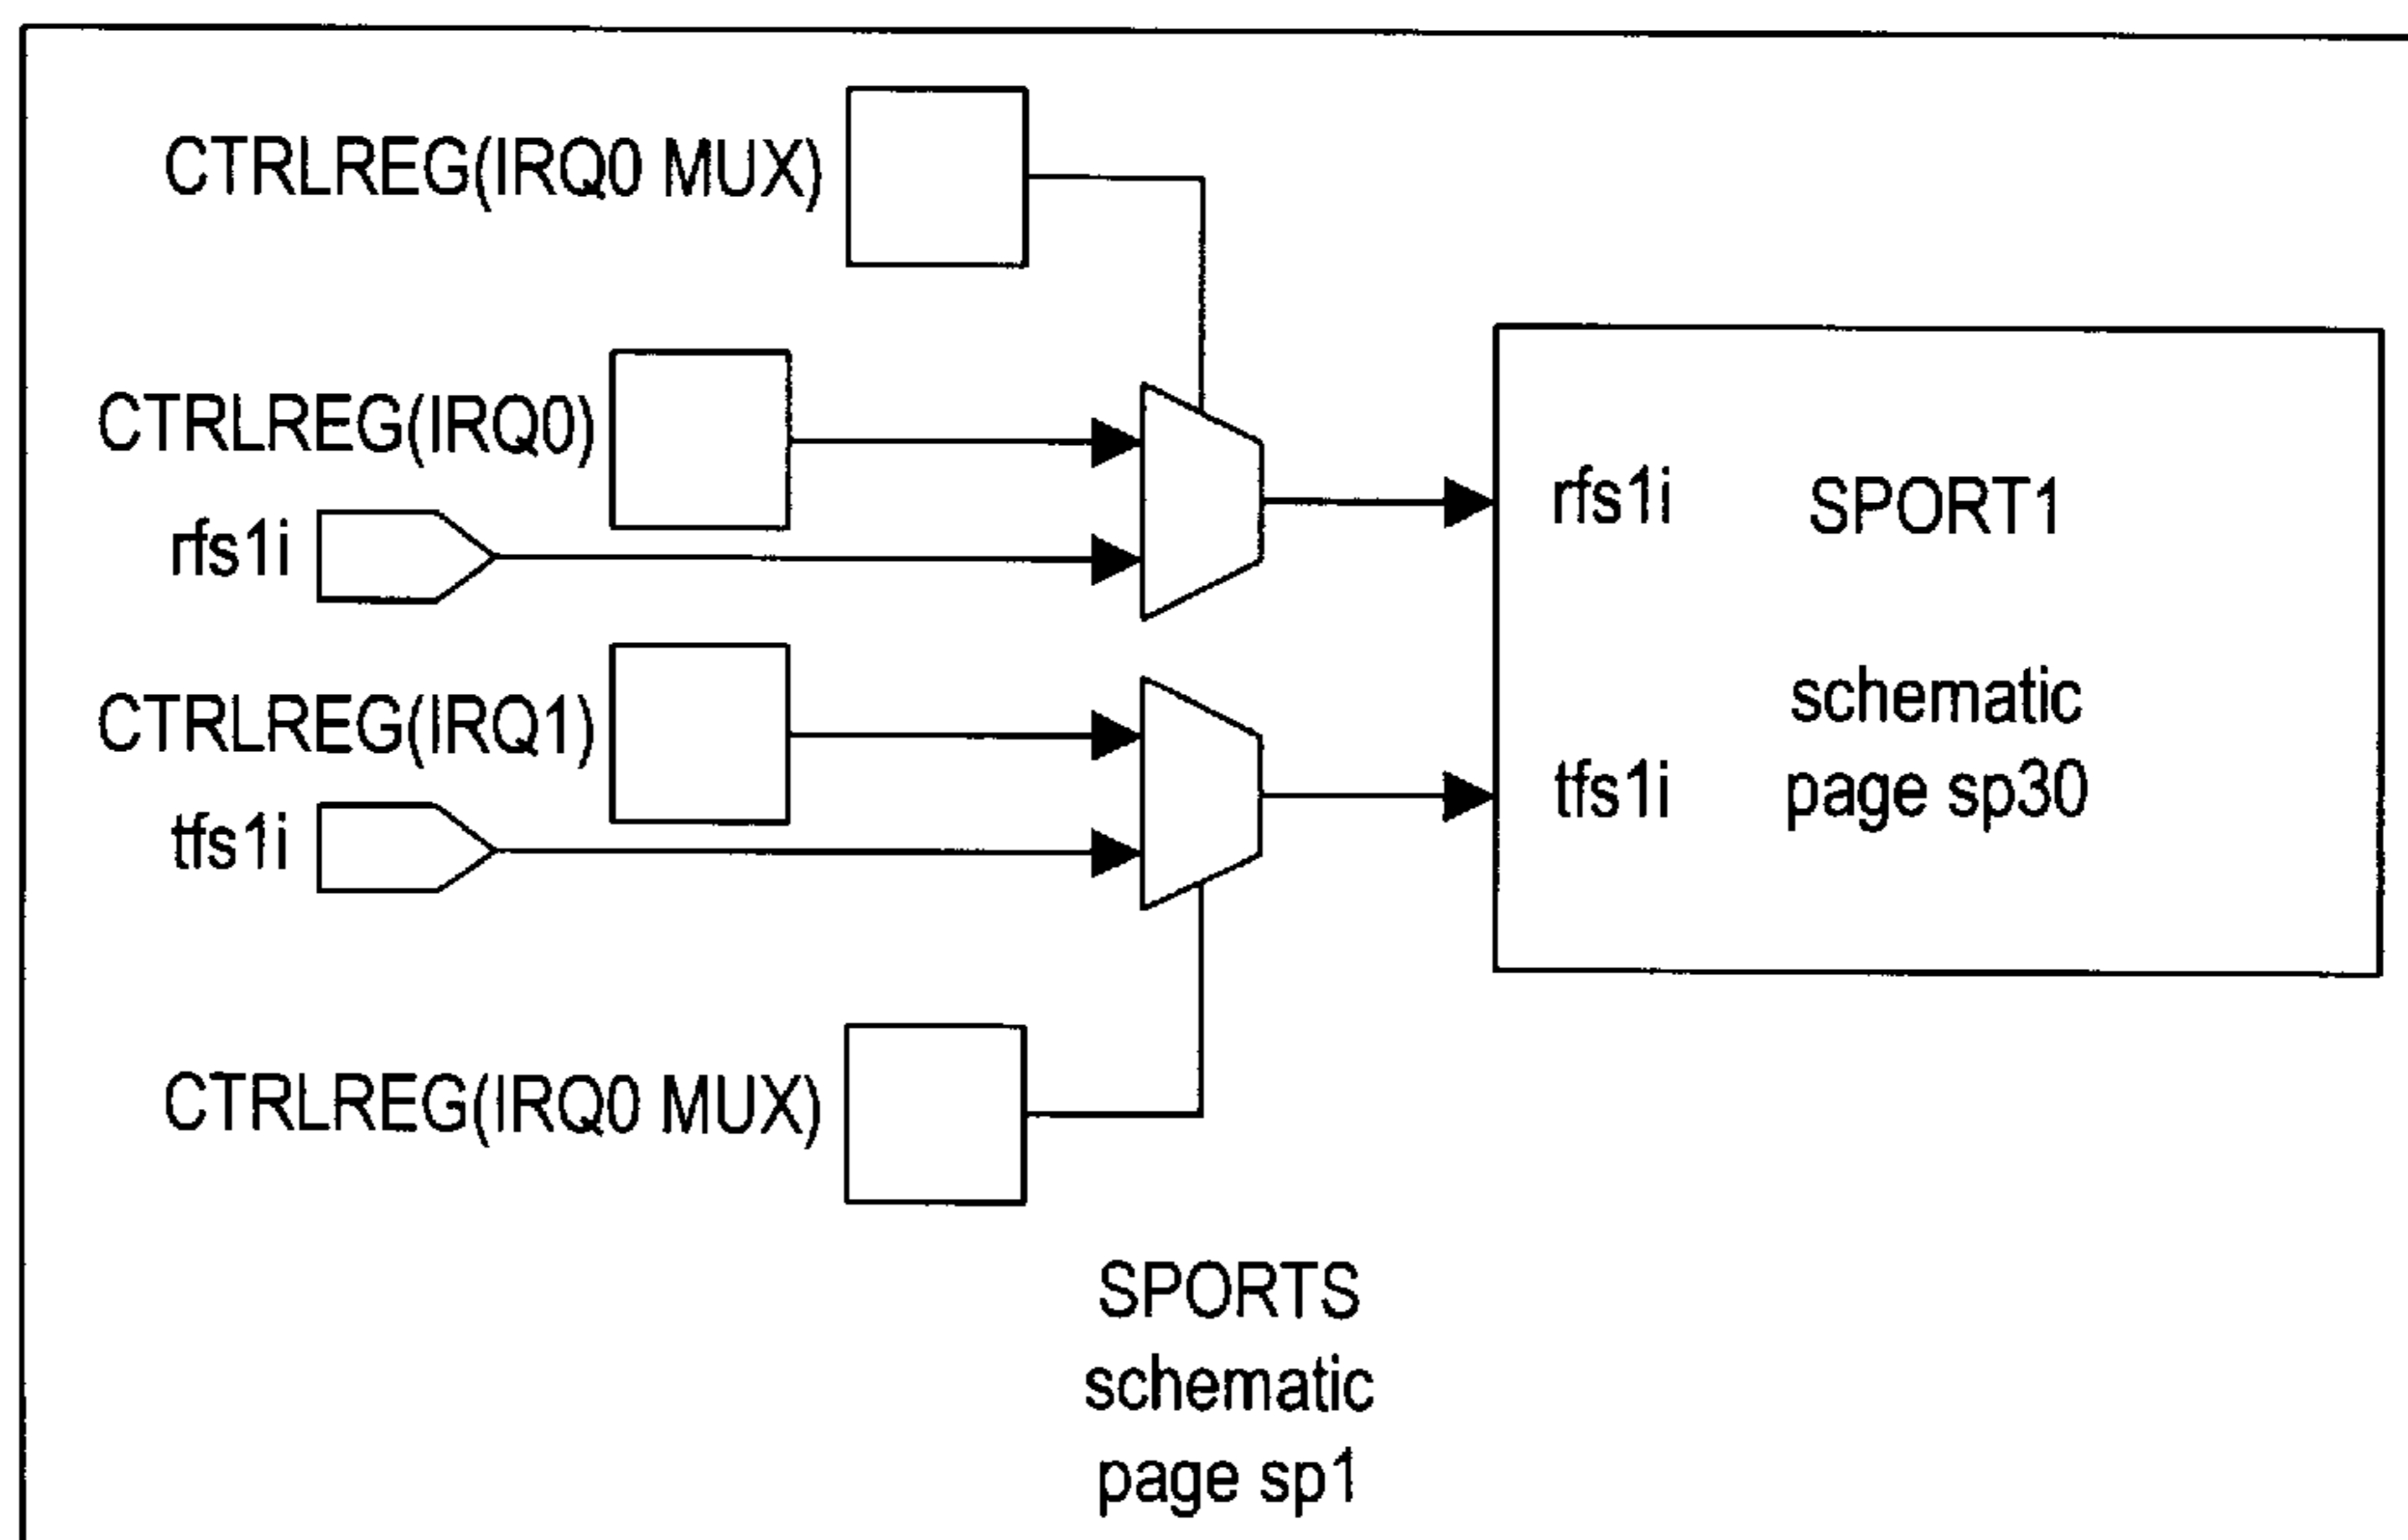 CTRLREG(IRQ0 MUX)
CTRLREG(IRQ0)
rfs1i
rfs1i
SPORT1
CTRLREG(IRQ1)
schematic
page sp30
tfs1i
tfs1i
CTRLREG(IRQ0 MUX)
SPORTS
schematic
page sp1